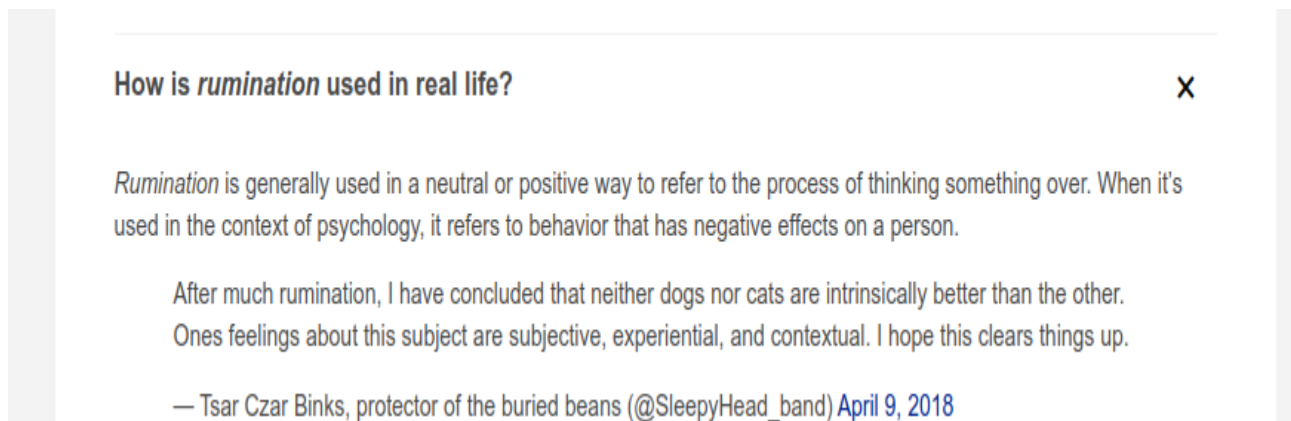 How is rumination used in real life?
Rumination is generally used in a neutral or positive way to refer to the process of thinking something over. When it's
used in the context of psychology, it refers to behavior that has negative effects on a person.
After much rumination, I have concluded that neither dogs nor cats are intrinsically better than the other.
Ones feelings about this subject are subjective, experiential, and contextual. I hope this clears things up.
— Tsar Czar Binks, protector of the buried beans (@SleepyHead_band) April 9, 2018